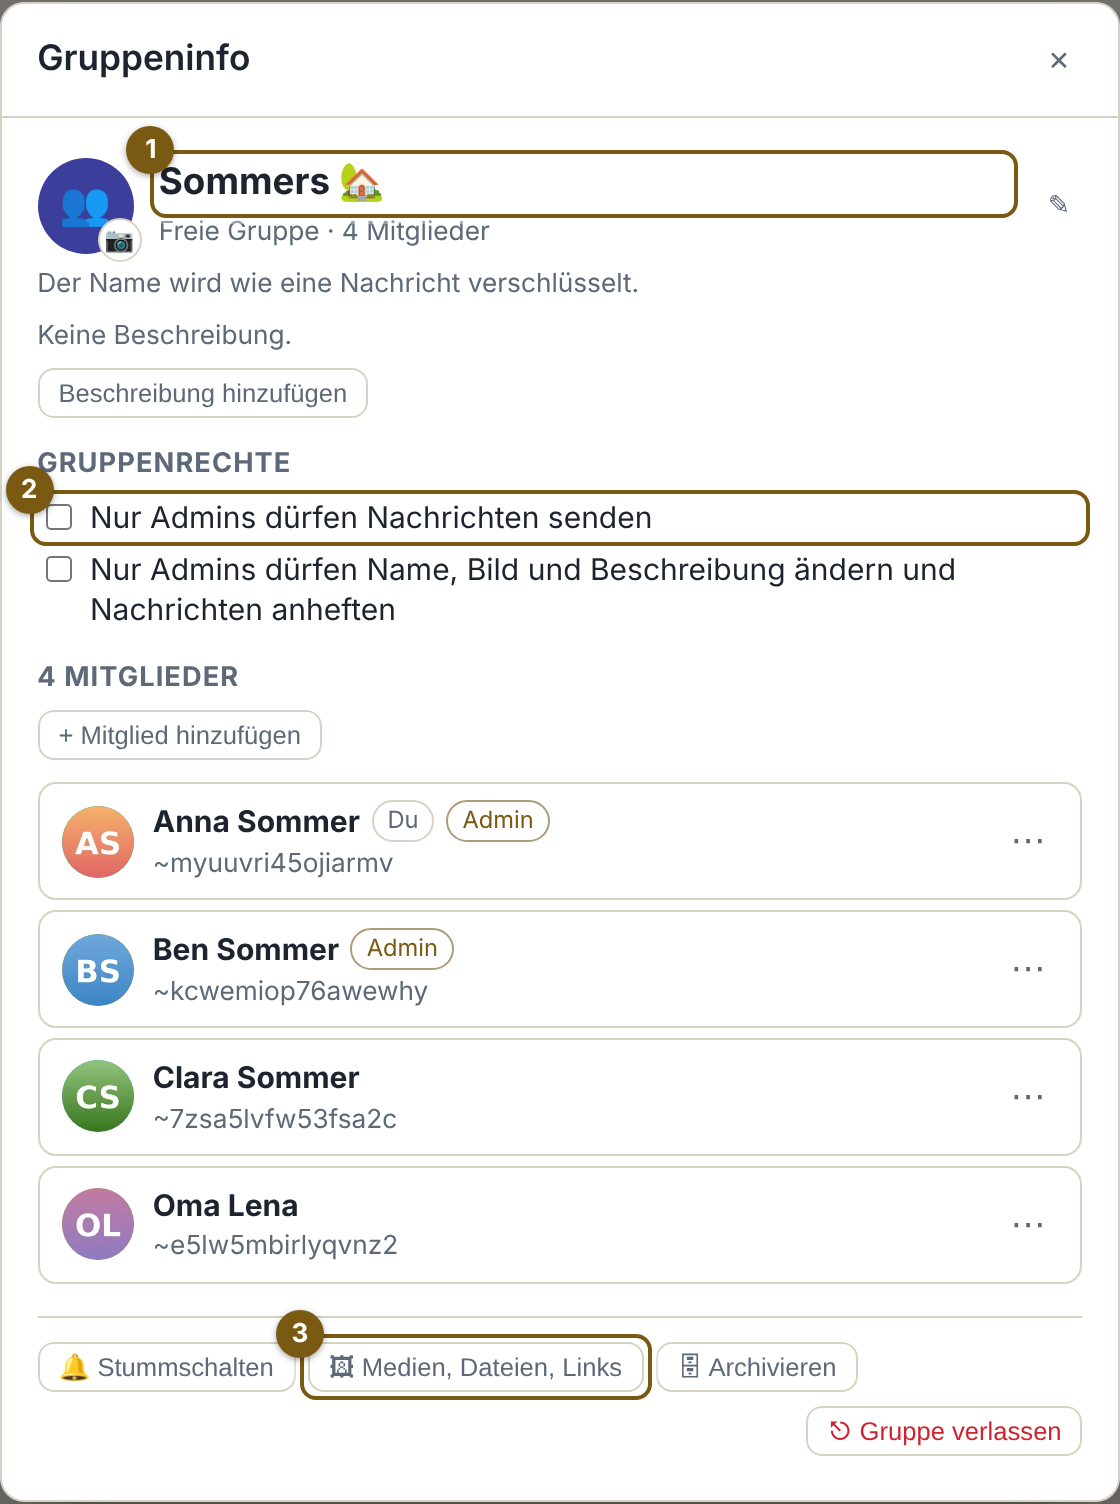 Gruppeninfo
×
1
Sommers 🏡
Freie Gruppe · 4 Mitglieder
Der Name wird wie eine Nachricht verschlüsselt.
Keine Beschreibung.
Beschreibung hinzufügen
GRUPPENRECHTE
2
Nur Admins dürfen Nachrichten senden
Nur Admins dürfen Name, Bild und Beschreibung ändern und
Nachrichten anheften
4 MITGLIEDER
+ Mitglied hinzufügen
AS
Anna Sommer Du Admin
~myuuvri45ojiarmv
BS
Ben Sommer Admin
~kcwemiop76awewhy
CS
Clara Sommer
~7zsa5lvfw53fsa2c
OL
Oma Lena
~e5lw5mbirlyqvnz2
3
🔔 Stummschalten 🖼 Medien, Dateien, Links 🗄 Archivieren
⎋ Gruppe verlassen